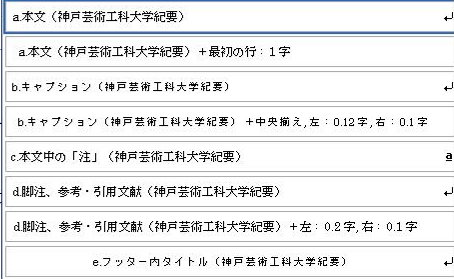 a.本文（神戸芸術工科大学紀要）
a.本文（神戸芸術工科大学紀要）＋最初の行：１字
b.キャプション（神戸芸術工科大学紀要）
b.キャプション（神戸芸術工科大学紀要）＋中央揃え,左：0.12字,右：0.1字
c.本文中の「注」（神戸芸術工科大学紀要） a
d.脚注、参考・引用文献（神戸芸術工科大学紀要）
d.脚注、参考・引用文献（神戸芸術工科大学紀要）＋左：0.2字,右：0.1字
e.フッター内タイトル（神戸芸術工科大学紀要）